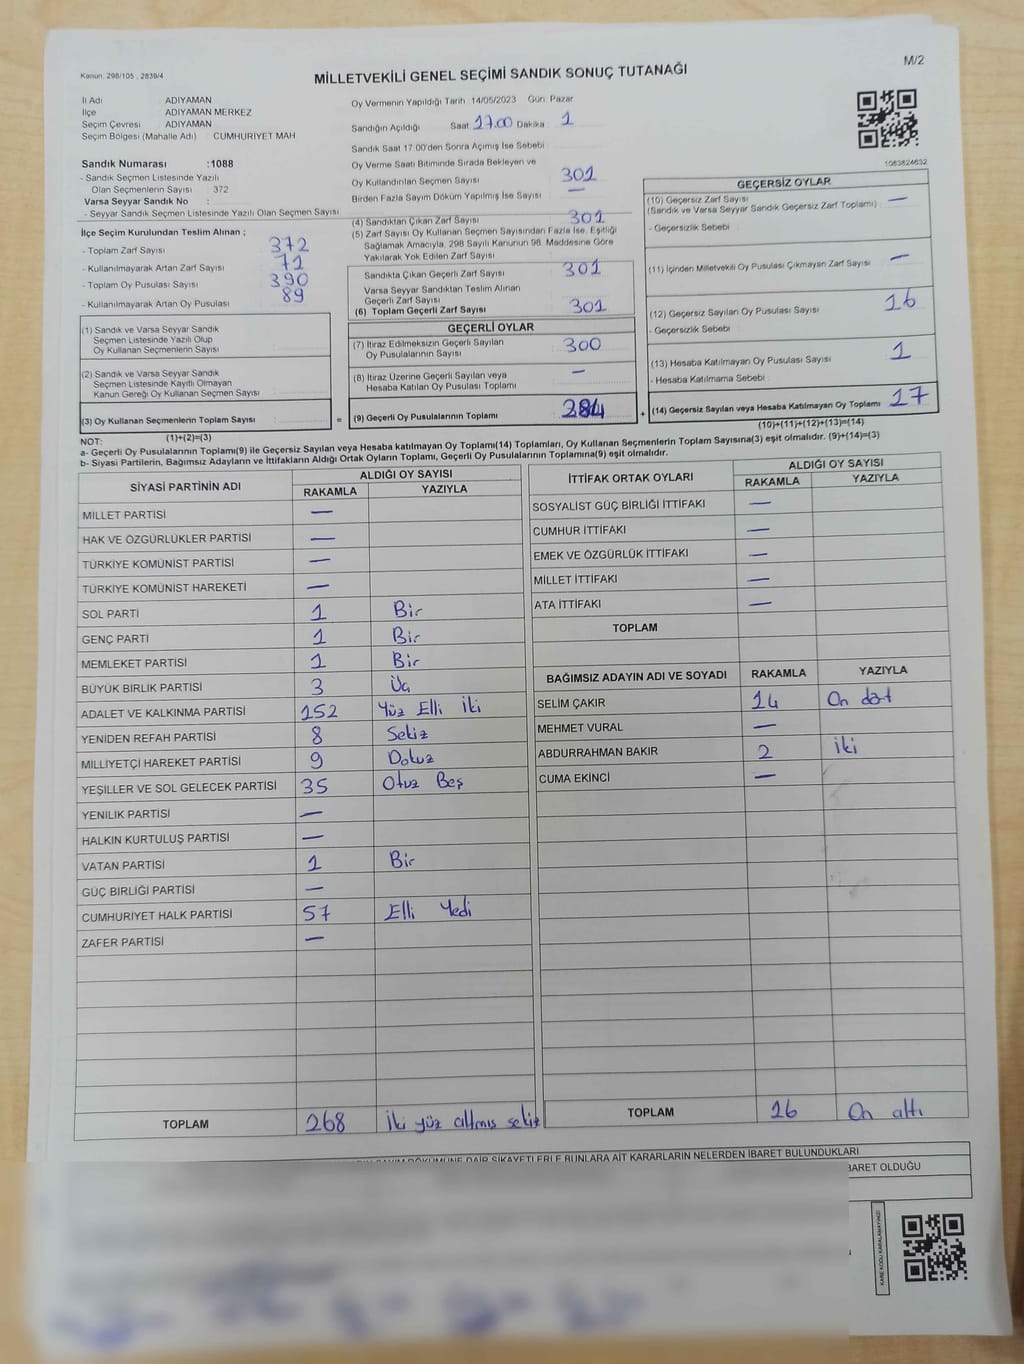 Kanun. 298/105 , 2839/4
M/2
MİLLETVEKİLİ GENEL SEÇİMİ SANDIK SONUÇ TUTANAĞI
İl Adı ADIYAMAN
İlçe ADIYAMAN MERKEZ
Seçim Çevresi ADIYAMAN
Seçim Bölgesi (Mahalle Adı) CUMHURIYET MAH
Sandık Numarası :1088
- Sandık Seçmen Listesinde Yazılı
Olan Seçmenlerin Sayısı : 372
Varsa Seyyar Sandık No :
- Seyyar Sandık Seçmen Listesinde Yazılı Olan Seçmen Sayısı
İlçe Seçim Kurulundan Teslim Alınan ;
- Toplam Zarf Sayısı 372
- Kullanılmayarak Artan Zarf Sayısı 71
- Toplam Oy Pusulası Sayısı 390
- Kullanılmayarak Artan Oy Pusulası 89
(1) Sandık ve Varsa Seyyar Sandık
Seçmen Listesinde Yazılı Olup
Oy Kullanan Seçmenlerin Sayısı
(2) Sandık ve Varsa Seyyar Sandık
Seçmen Listesinde Kayıtlı Olmayan
Kanun Gereği Oy Kullanan Seçmen Sayısı
(3) Oy Kullanan Seçmenlerin Toplam Sayısı =
(1)+(2)=(3)
Oy Vermenin Yapıldığı Tarih 14/05/2023 Gün: Pazar
Sandığın Açıldığı Saat 17.00 Dakika 1
Sandık Saat 17:00'den Sonra Açımış İse Sebebi
Oy Verme Saati Bitiminde Sırada Bekleyen ve
Oy Kullandırılan Seçmen Sayısı 301
Birden Fazla Sayım Döküm Yapılmış İse Sayısı —
(4) Sandıktan Çıkan Zarf Sayısı 301
(5) Zarf Sayısı Oy Kullanan Seçmen Sayısından Fazla İse, Eşitliği
Sağlamak Amacıyla, 298 Sayılı Kanunun 98. Maddesine Göre
Yakılarak Yok Edilen Zarf Sayısı
Sandıkta Çıkan Geçerli Zarf Sayısı 301
Varsa Seyyar Sandıktan Teslim Alınan
Geçerli Zarf Sayısı
(6) Toplam Geçerli Zarf Sayısı 301
GEÇERLİ OYLAR
(7) İtiraz Edilmeksizin Geçerli Sayılan
Oy Pusulalarının Sayısı 300
(8) İtiraz Üzerine Geçerli Sayılan veya
Hesaba Katılan Oy Pusulası Toplamı —
(9) Geçerli Oy Pusulalarının Toplamı 284 +
GEÇERSİZ OYLAR
(10) Geçersiz Zarf Sayısı —
(Sandık ve Varsa Seyyar Sandık Geçersiz Zarf Toplamı)
- Geçersizlik Sebebi
(11) İçinden Milletvekili Oy Pusulası Çıkmayan Zarf Sayısı —
(12) Geçersiz Sayılan Oy Pusulası Sayısı 16
- Geçersizlik Sebebi
(13) Hesaba Katılmayan Oy Pusulası Sayısı 1
- Hesaba Katılmama Sebebi
(14) Geçersiz Sayılan veya Hesaba Katılmayan Oy Toplamı 17
(10)+(11)+(12)+(13)=(14)
NOT:
a- Geçerli Oy Pusulalarının Toplamı(9) ile Geçersiz Sayılan veya Hesaba katılmayan Oy Toplamı(14) Toplamları, Oy Kullanan Seçmenlerin Toplam Sayısına(3) eşit olmalıdır. (9)+(14)=(3)
b- Siyasi Partilerin, Bağımsız Adayların ve İttifakların Aldığı Ortak Oyların Toplamı, Geçerli Oy Pusulalarının Toplamına(9) eşit olmalıdır.
SİYASİ PARTİNİN ADI ALDIĞI OY SAYISI
RAKAMLA YAZIYLA
MİLLET PARTİSİ —
HAK VE ÖZGÜRLÜKLER PARTİSİ —
TÜRKİYE KOMÜNİST PARTİSİ —
TÜRKİYE KOMÜNİST HAREKETİ —
SOL PARTİ 1 Bir
GENÇ PARTİ 1 Bir
MEMLEKET PARTİSİ 1 Bir
BÜYÜK BİRLİK PARTİSİ 3 Üç
ADALET VE KALKINMA PARTİSİ 152 Yüz Elli İki
YENİDEN REFAH PARTİSİ 8 Sekiz
MİLLİYETÇİ HAREKET PARTİSİ 9 Dokuz
YEŞİLLER VE SOL GELECEK PARTİSİ 35 Otuz Beş
YENİLİK PARTİSİ —
HALKIN KURTULUŞ PARTİSİ —
VATAN PARTİSİ 1 Bir
GÜÇ BİRLİĞİ PARTİSİ —
CUMHURİYET HALK PARTİSİ 57 Elli Yedi
ZAFER PARTİSİ —
TOPLAM 268 İki yüz altmış sekiz
İTTİFAK ORTAK OYLARI ALDIĞI OY SAYISI
RAKAMLA YAZIYLA
SOSYALİST GÜÇ BİRLİĞİ İTTİFAKI —
CUMHUR İTTİFAKI —
EMEK VE ÖZGÜRLÜK İTTİFAKI —
MİLLET İTTİFAKI —
ATA İTTİFAKI —
TOPLAM
BAĞIMSIZ ADAYIN ADI VE SOYADI RAKAMLA YAZIYLA
SELİM ÇAKIR 14 On dört
MEHMET VURAL —
ABDURRAHMAN BAKIR 2 iki
CUMA EKİNCİ —
TOPLAM 16 On altı
DÖKÜMÜNE DAİR ŞİKAYETLERLE BUNLARA AİT KARARLARIN NELERDEN İBARET BULUNDUKLARI
BARET OLDUĞU
KARE KODU KARALAMAYINIZ!